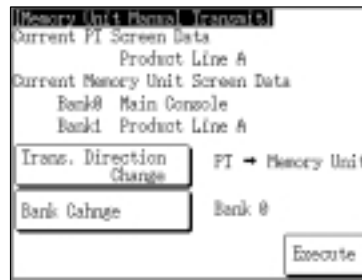 [Memory Unit Manual Transmit]
Current PT Screen Data
Product Line A
Current Memory Unit Screen Data
Bank0 Main Console
Bank1 Product Line A
Trans. Direction
Change
PT → Memory Unit
Bank Cahnge
Bank 0
Execute